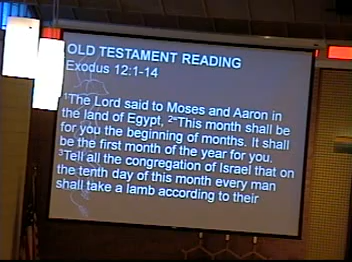 OLD TESTAMENT READING
Exodus 12:1-14
¹The Lord said to Moses and Aaron in
the land of Egypt, ²"This month shall be
for you the beginning of months. It shall
be the first month of the year for you.
³Tell all the congregation of Israel that on
the tenth day of this month every man
shall take a lamb according to their